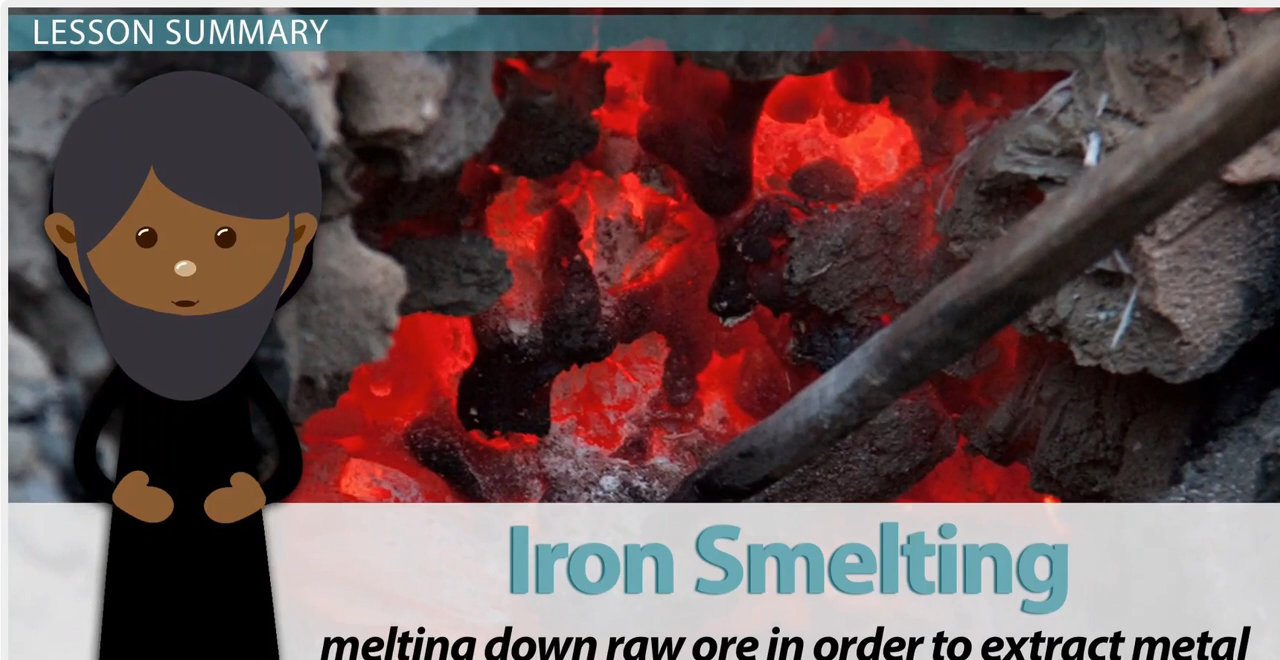 LESSON SUMMARY
Iron Smelting
melting down raw ore in order to extract metal